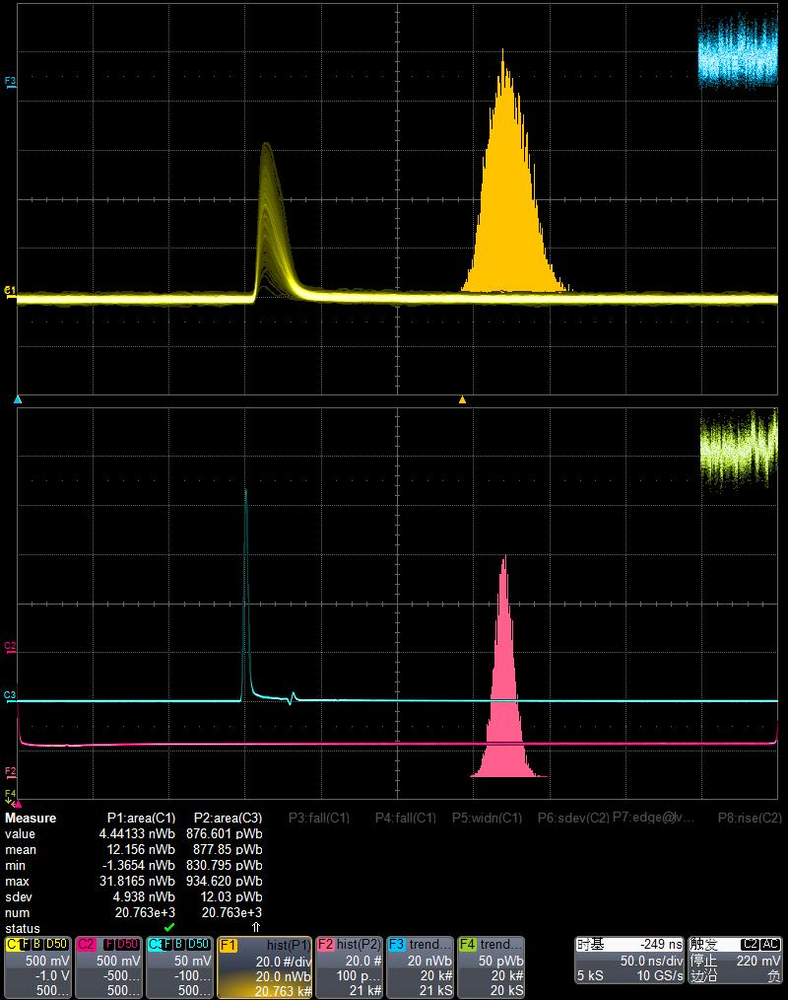 F3
C1
C2
C3
F2
F4
Measure P1:area(C1) P2:area(C3) P3:fall(C1) P4:fall(C1) P5:widn(C1) P6:sdev(C2) P7:edge@lv... P8:rise(C2)
value 4.44133 nWb 876.601 pWb
mean 12.156 nWb 877.85 pWb
min -1.3654 nWb 830.795 pWb
max 31.8165 nWb 934.620 pWb
sdev 4.938 nWb 12.03 pWb
num 20.763e+3 20.763e+3
status
C1 F B D50 C2 F D50 C3 F B D50 F1 hist(P1) F2 hist(P2) F3 trend... F4 trend... 时基 -249 ns 触发 C2 AC
500 mV 500 mV 50 mV 20.0 #/div 20.0 # 20 nWb 50 pWb 50.0 ns/div 停止 220 mV
-1.0 V -500... -100... 20.0 nWb 100 p... 20 k# 20 k# 5 kS 10 GS/s 边沿 负
500... 500... 500... 20.763 k# 21 k# 21 kS 20 kS